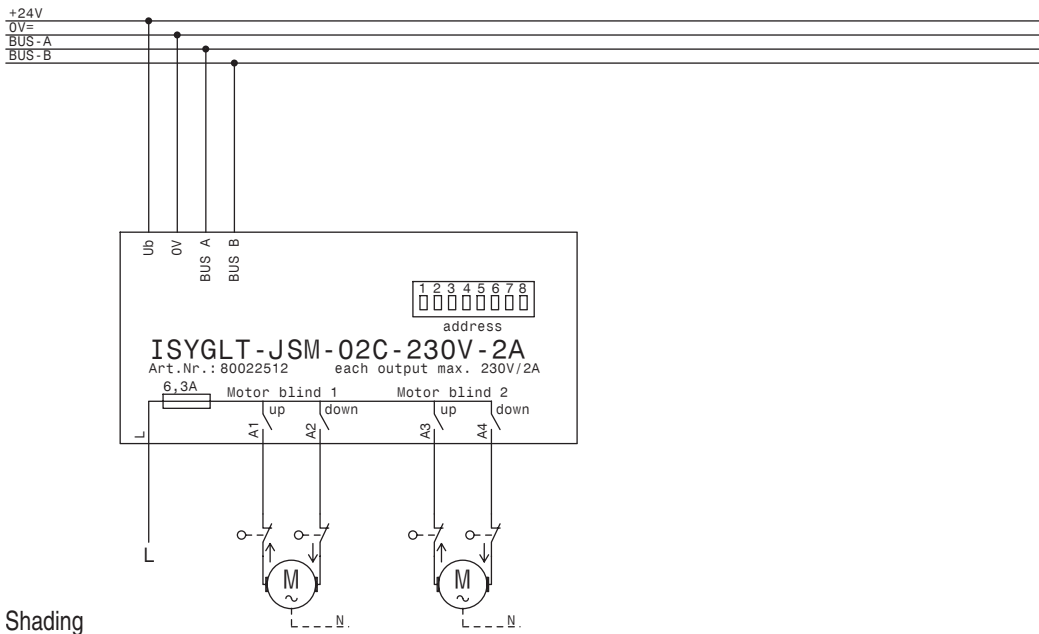 +24V
0V=
BUS-A
BUS-B
Ub
0V
BUS A
BUS B
1 2 3 4 5 6 7 8
address
ISYGLT-JSM-02C-230V-2A
Art.Nr.: 80022512 each output max. 230V/2A
6,3A
Motor blind 1
Motor blind 2
up
down
up
down
L
A1
A2
A3
A4
L
M
~
M
~
N
N
Shading